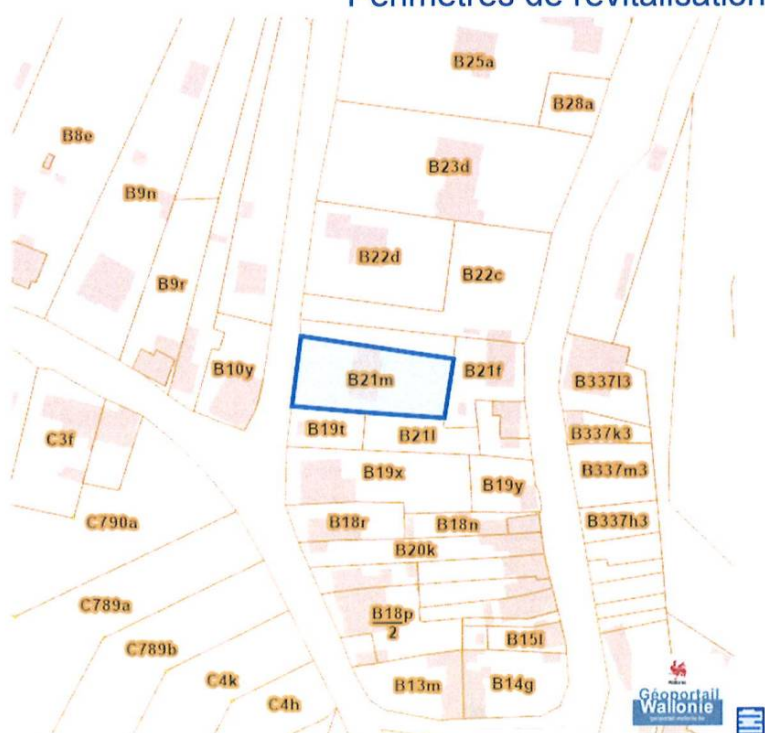 Périmètres de revitalisation
B25a
B28a
B8e
B23d
B9n
B22d
B22c
B9r
B10y
B21m
B21f
B337l3
C3f
B19t
B21l
B337k3
B19x
B337m3
B19y
C790a
B18r
B18n
B337h3
B20k
C789a
B18p
2
B15l
C789b
C4k
B13m
B14g
C4h
Géoportail
Wallonie